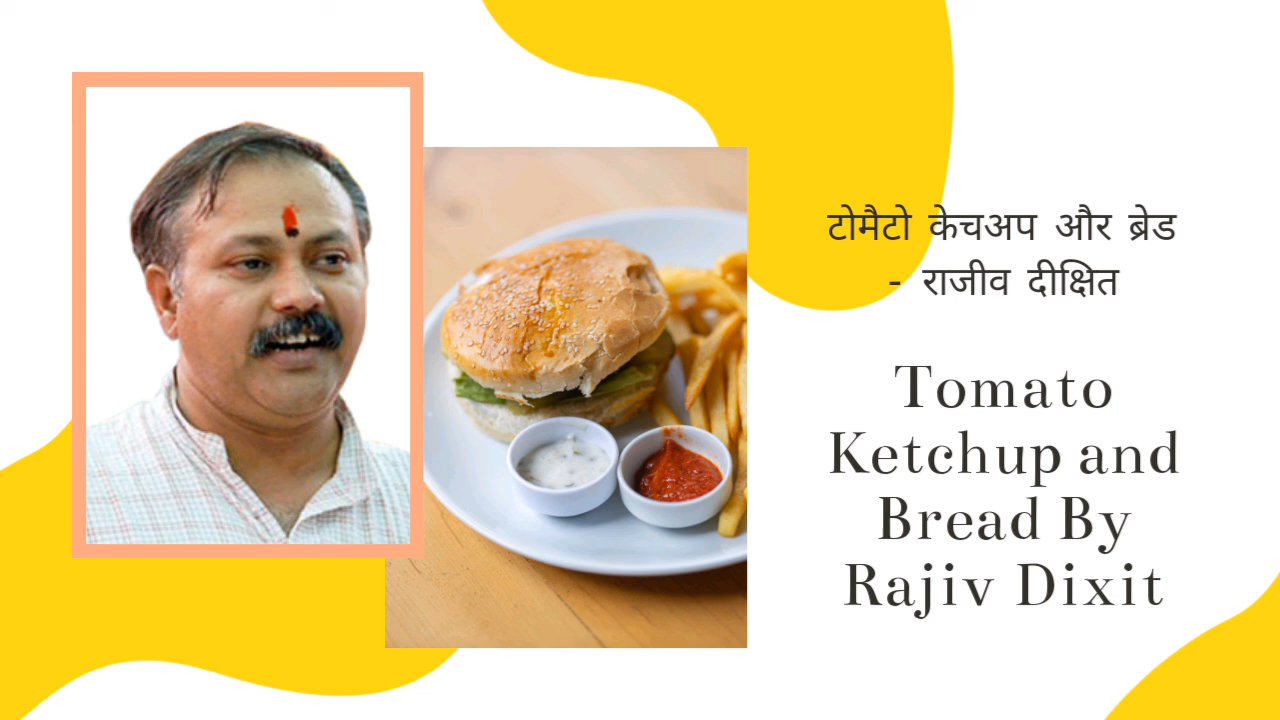 टोमैटो केचअप और ब्रेड
- राजीव दीक्षित
Tomato
Ketchup and
Bread By
Rajiv Dixit